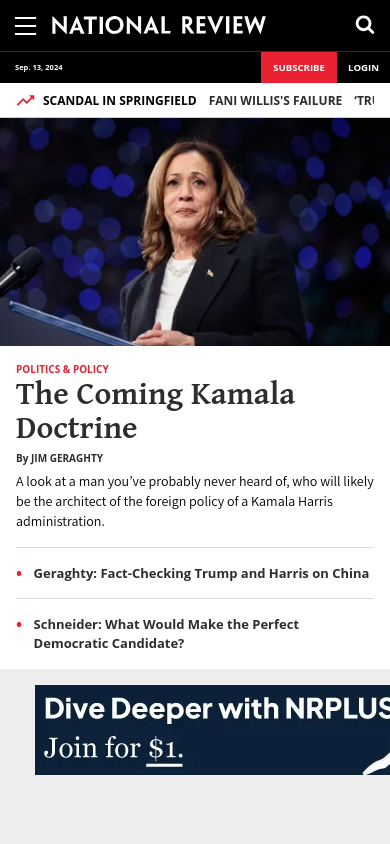 NATIONAL REVIEW
Sep. 13, 2024
SUBSCRIBE
LOGIN
SCANDAL IN SPRINGFIELD FANI WILLIS'S FAILURE
POLITICS & POLICY
The Coming Kamala
Doctrine
By JIM GERAGHTY
A look at a man you’ve probably never heard of, who will likely
be the architect of the foreign policy of a Kamala Harris
administration.
Geraghty: Fact-Checking Trump and Harris on China
Schneider: What Would Make the Perfect
Democratic Candidate?
Dive Deeper with NRPLUS
Join for $1.